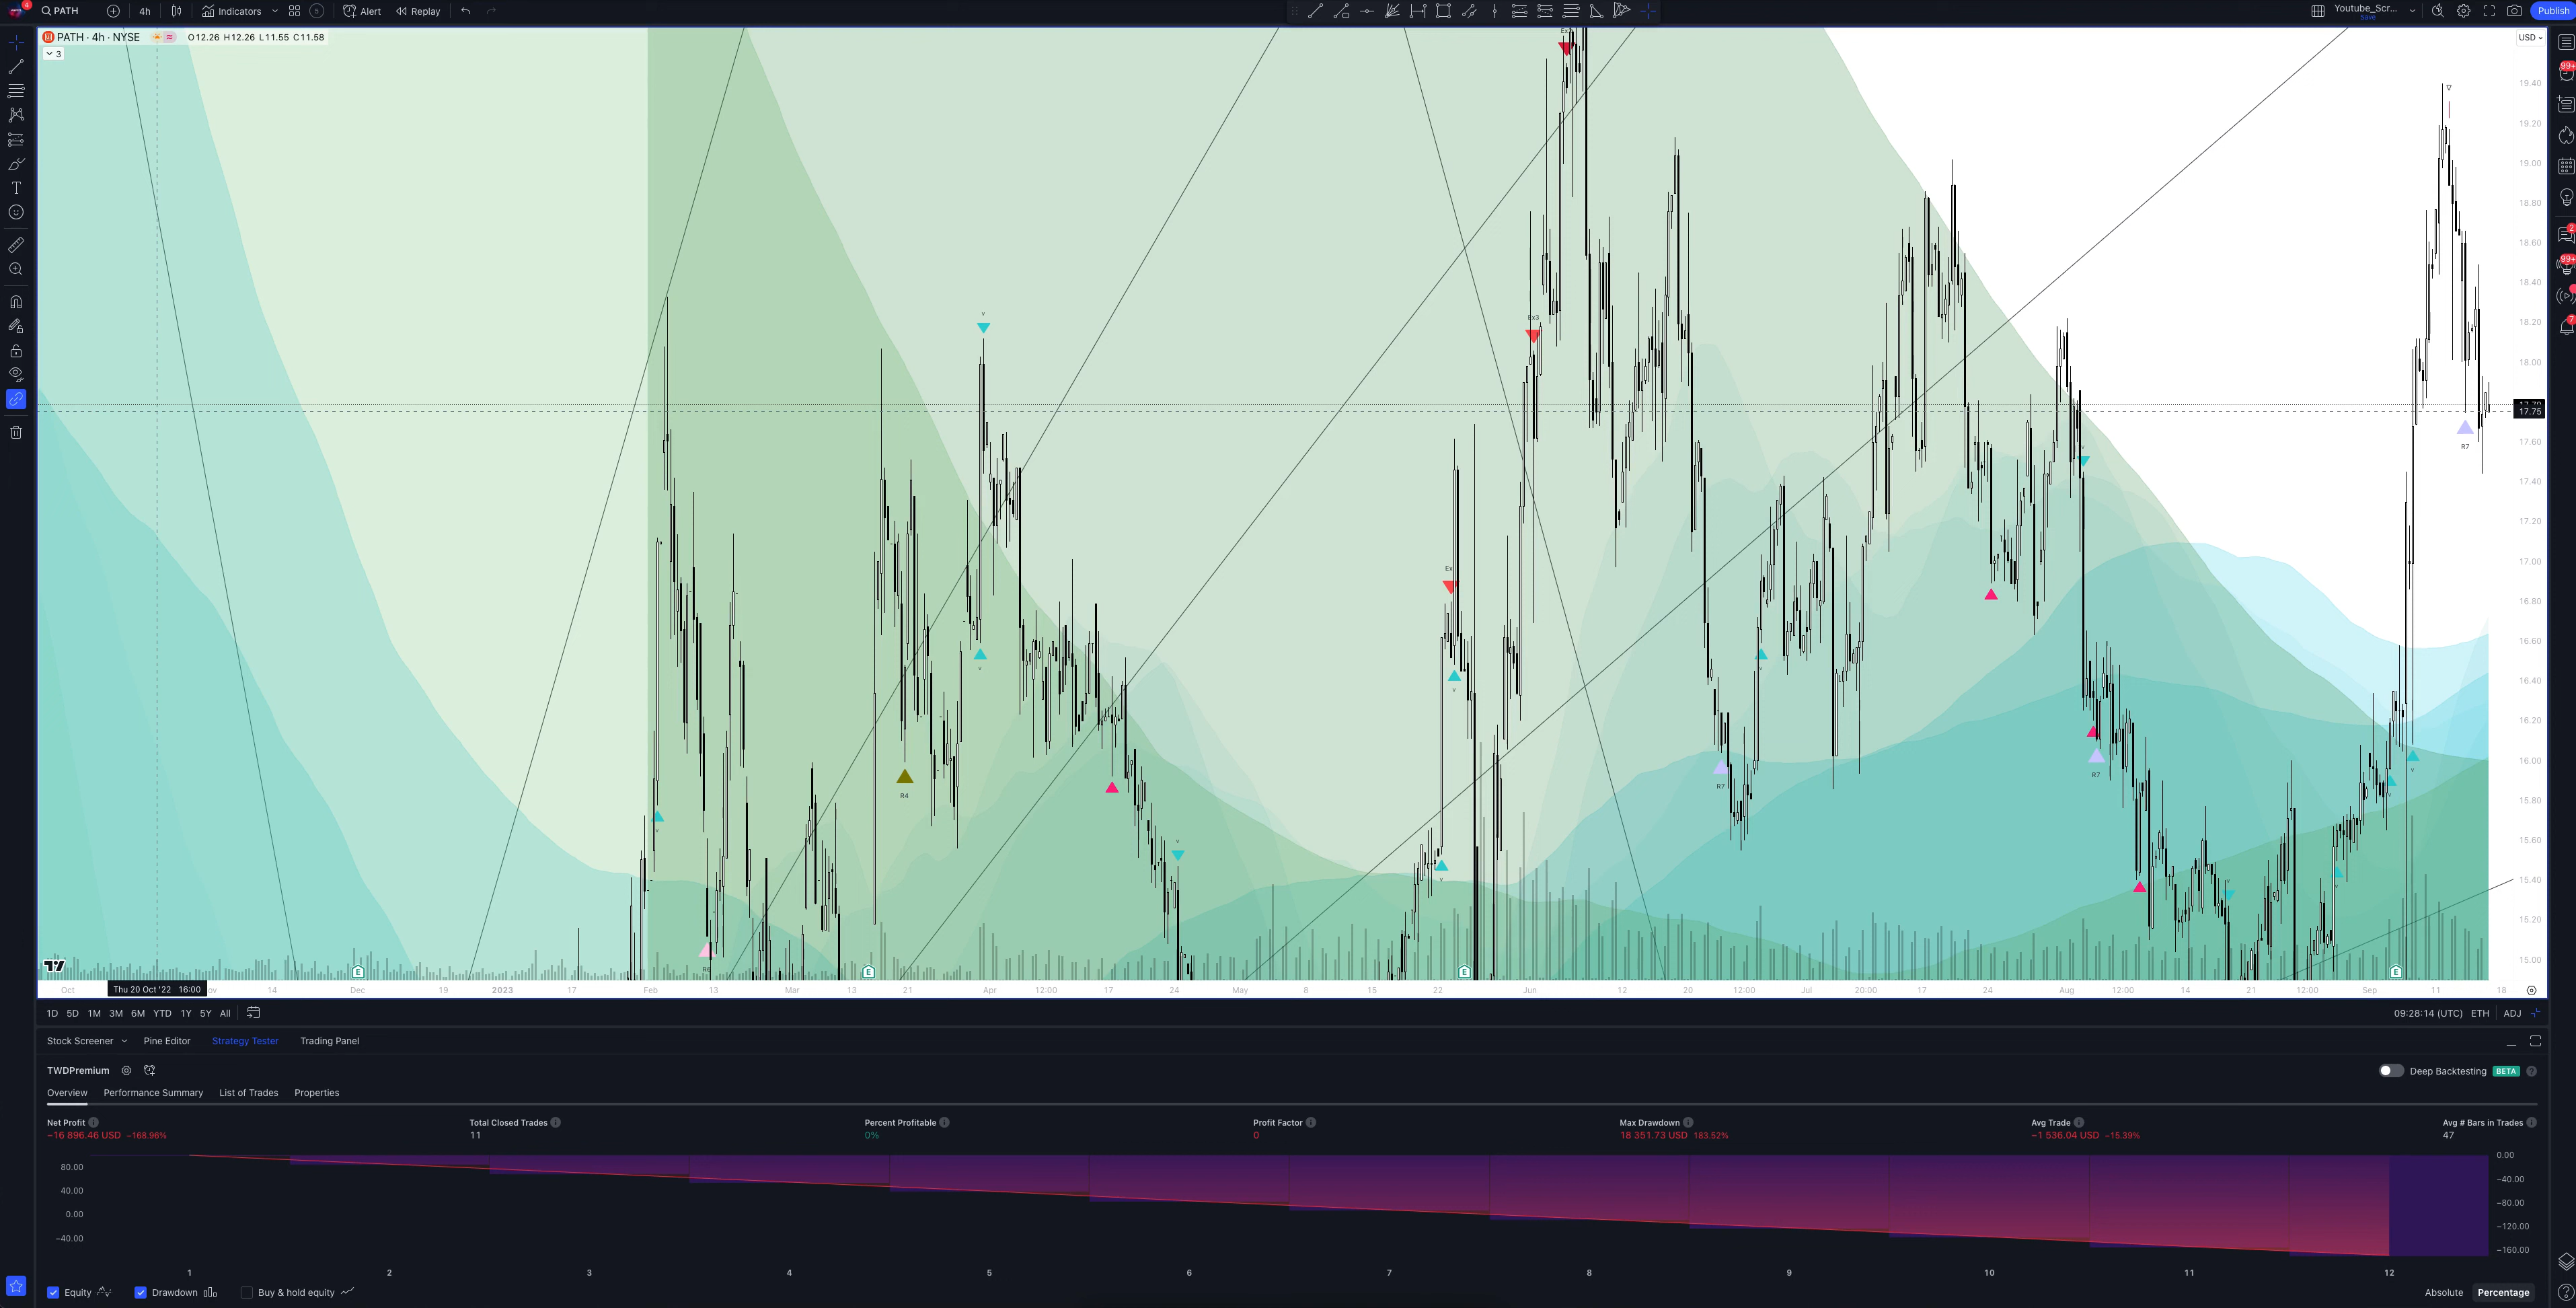 4
PATH
4h
Indicators
5
Alert
Replay
Youtube_Scr...
Save
Publish
PATH · 4h · NYSE O12.26 H12.26 L11.55 C11.58
3
USD
19.40
19.20
19.00
18.80
18.60
18.40
18.20
18.00
17.75
17.60
17.40
17.20
17.00
16.80
16.60
16.40
16.20
16.00
15.80
15.60
15.40
15.20
15.00
99+
2
99+
7
Ex3
Ex
v
R4
R7
R7
R7
E
E
E
E
Oct
Thu 20 Oct '22 16:00
ov
14
Dec
19
2023
17
Feb
13
Mar
13
21
Apr
12:00
17
24
May
8
15
22
Jun
12
20
12:00
Jul
17
20:00
24
Aug
12:00
14
21
12:00
Sep
11
18
1D 5D 1M 3M 6M YTD 1Y 5Y All
09:28:14 (UTC) ETH ADJ
Stock Screener Pine Editor Strategy Tester Trading Panel
TWDPremium
Deep Backtesting BETA
Overview Performance Summary List of Trades Properties
Net Profit Total Closed Trades Percent Profitable Profit Factor Max Drawdown Avg Trade Avg # Bars in Trades
−16 896.46 USD −168.96% 11 0% 0 18 351.73 USD 183.52% −1 536.04 USD −15.39% 47
80.00
40.00
0.00
−40.00
0.00
−40.00
−80.00
−120.00
−160.00
1 2 3 4 5 6 7 8 9 10 11 12
Equity Drawdown Buy & hold equity
Absolute Percentage